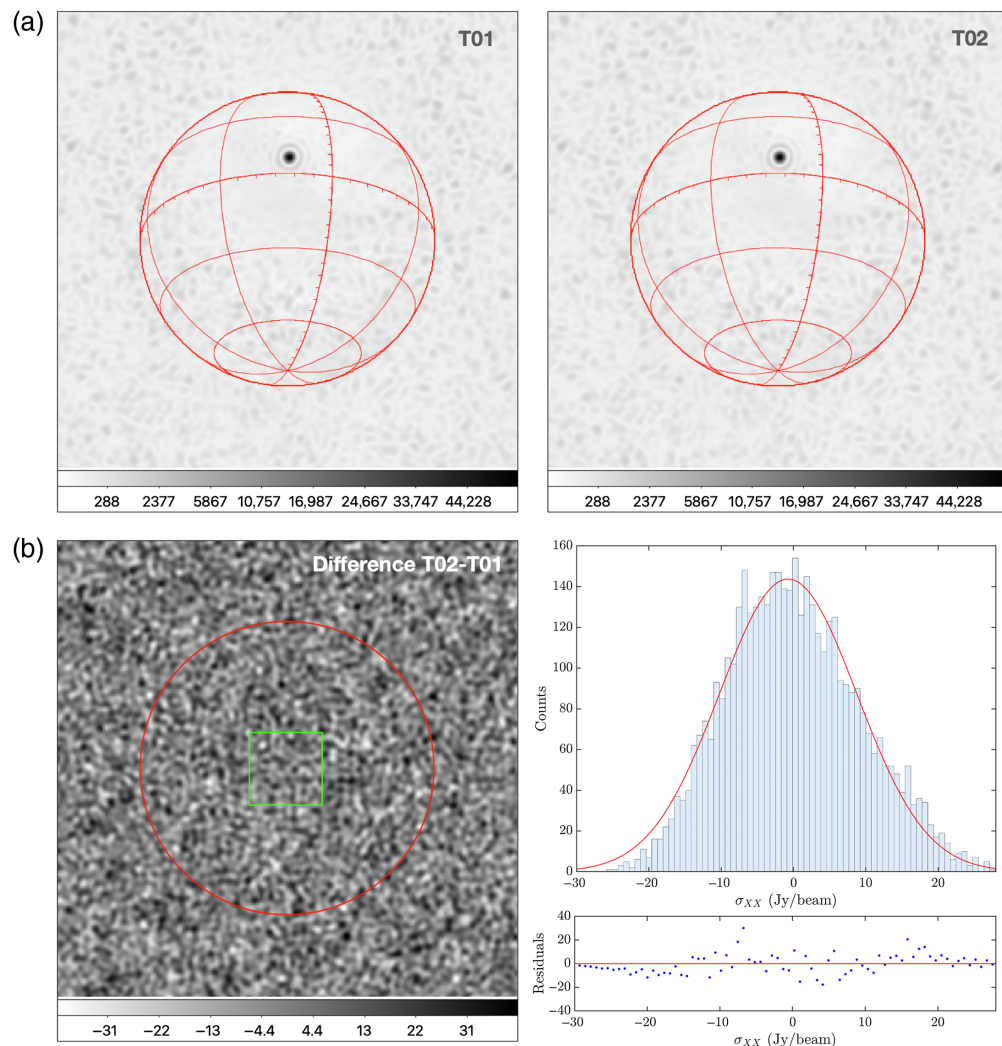 (a)
T01
T02
288 2377 5867 10,757 16,987 24,667 33,747 44,228
288 2377 5867 10,757 16,987 24,667 33,747 44,228
(b)
Difference T02-T01
−31 −22 −13 −4.4 4.4 13 22 31
160
140
120
100
80
60
40
20
0
Counts
−30 −20 −10 0 10 20
σXX (Jy/beam)
40
20
0
−20
−40
Residuals
−30 −20 −10 0 10 20
σXX (Jy/beam)